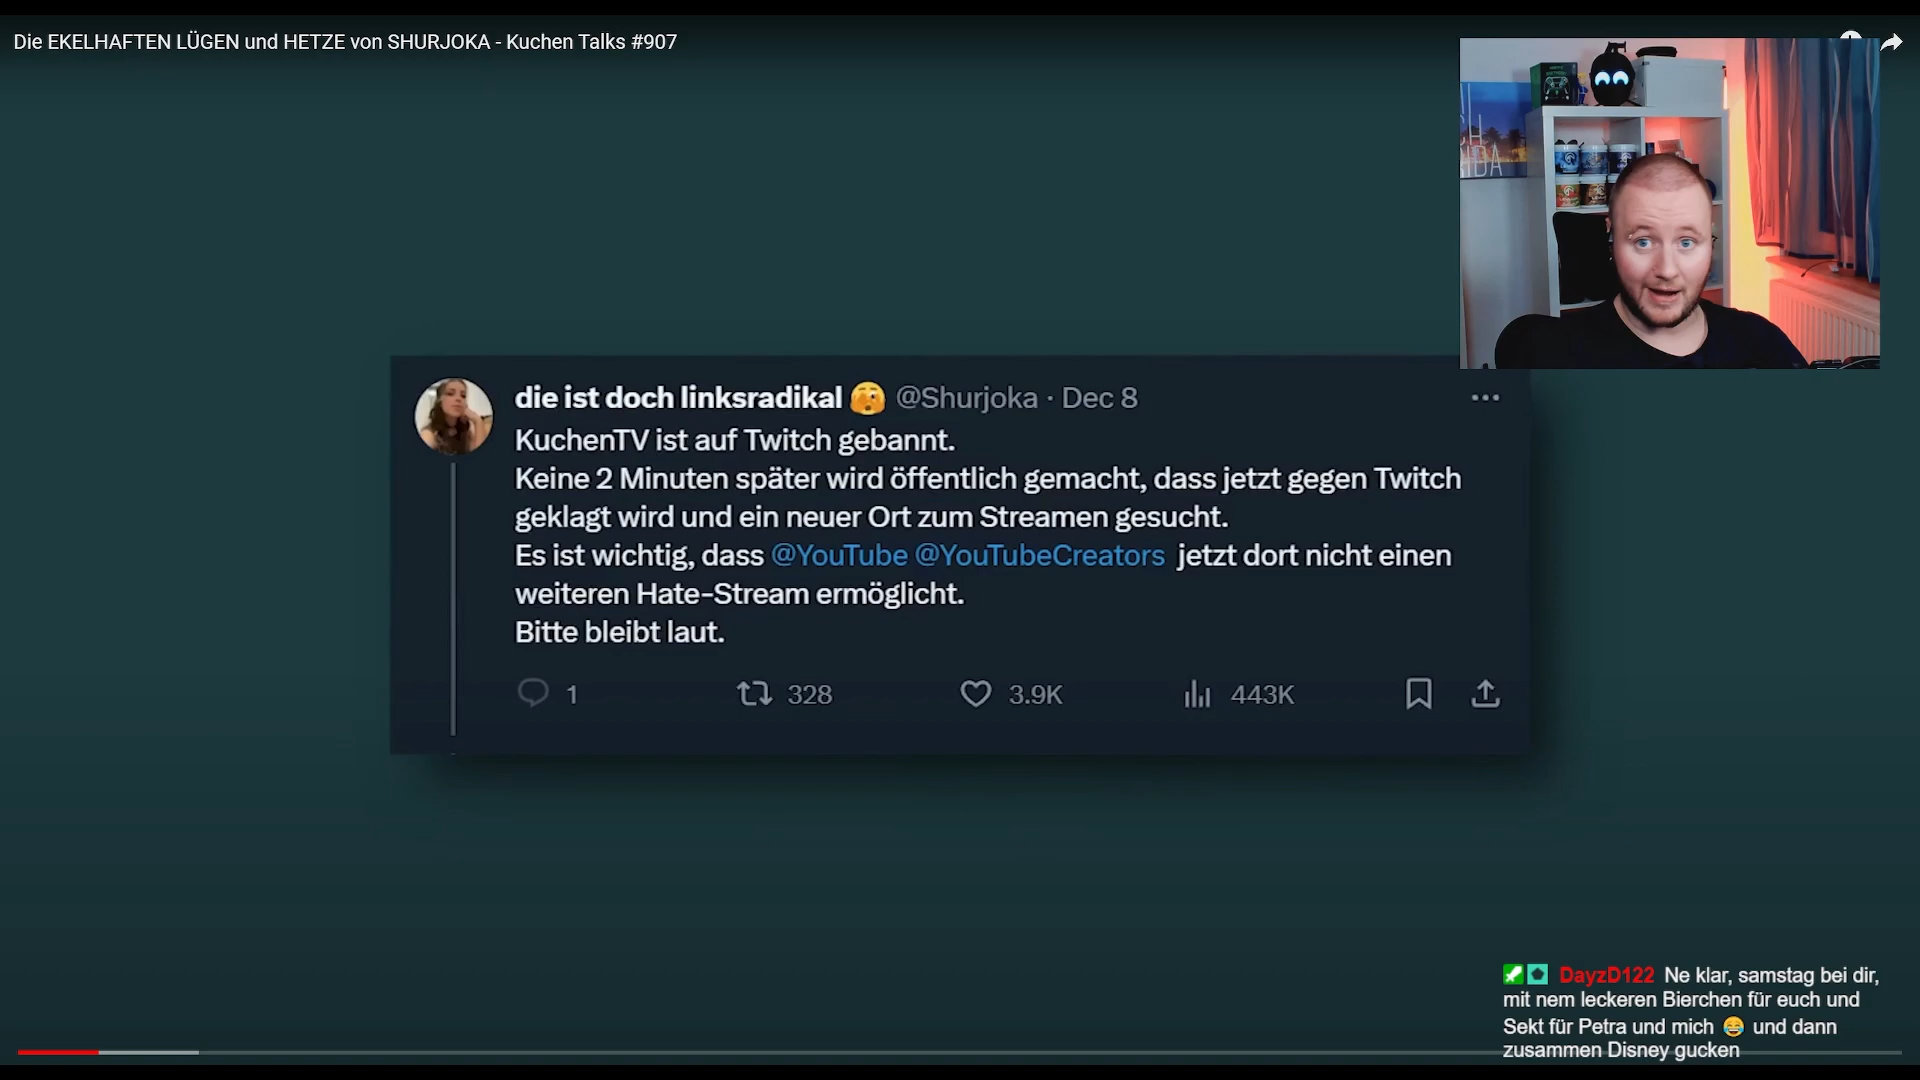 Die EKELHAFTEN LÜGEN und HETZE von SHURJOKA - Kuchen Talks #907
die ist doch linksradikal 🫣 @Shurjoka · Dec 8
KuchenTV ist auf Twitch gebannt.
Keine 2 Minuten später wird öffentlich gemacht, dass jetzt gegen Twitch
geklagt wird und ein neuer Ort zum Streamen gesucht.
Es ist wichtig, dass @YouTube @YouTubeCreators jetzt dort nicht einen
weiteren Hate-Stream ermöglicht.
Bitte bleibt laut.
1 328 3.9K 443K
DayzD122 Ne klar, samstag bei dir,
mit nem leckeren Bierchen für euch und
Sekt für Petra und mich 😂 und dann
zusammen Disney gucken